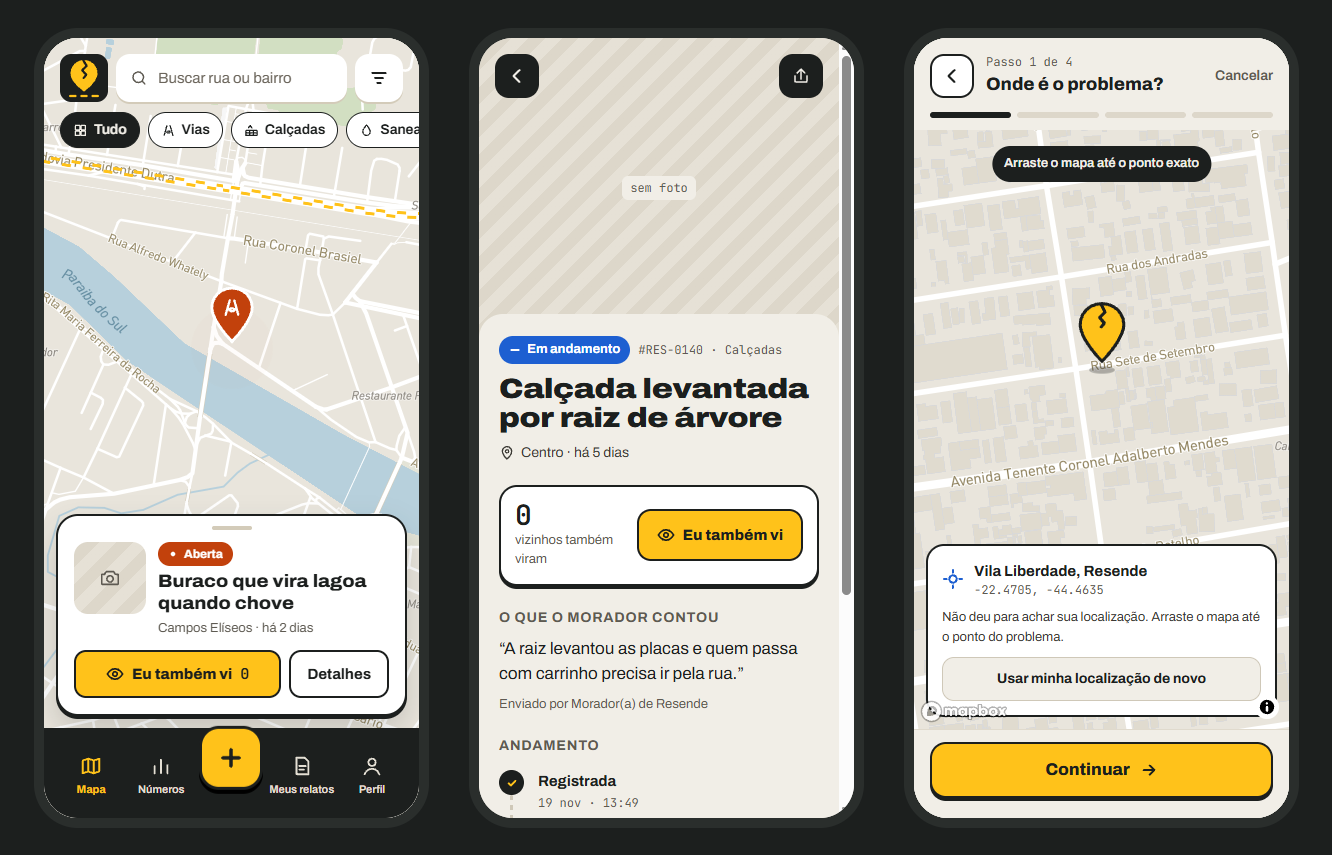 Buscar rua ou bairro
Tudo
Vias
Calçadas
Sanea
dovia Presidente Dutra
Rua Alfredo Whately
Rua Coronel Brasiel
Paraíba do Sul
Rita Maria Ferreira da Rocha
dor
Restaurante F
Aberta
Buraco que vira lagoa
quando chove
Campos Elíseos · há 2 dias
Eu também vi 0
Detalhes
Mapa
Números
Meus relatos
Perfil
sem foto
Em andamento
#RES-0140 · Calçadas
Calçada levantada
por raiz de árvore
Centro · há 5 dias
0
vizinhos também
viram
Eu também vi
O QUE O MORADOR CONTOU
“A raiz levantou as placas e quem passa
com carrinho precisa ir pela rua.”
Enviado por Morador(a) de Resende
ANDAMENTO
Registrada
19 nov · 13:49
Passo 1 de 4
Onde é o problema?
Cancelar
Arraste o mapa até o ponto exato
Rua dos Andradas
Rua Sete de Setembro
Avenida Tenente Coronel Adalberto Mendes
Vila Liberdade, Resende
-22.4705, -44.4635
Não deu para achar sua localização. Arraste o mapa até
o ponto do problema.
Usar minha localização de novo
mapbox
Continuar